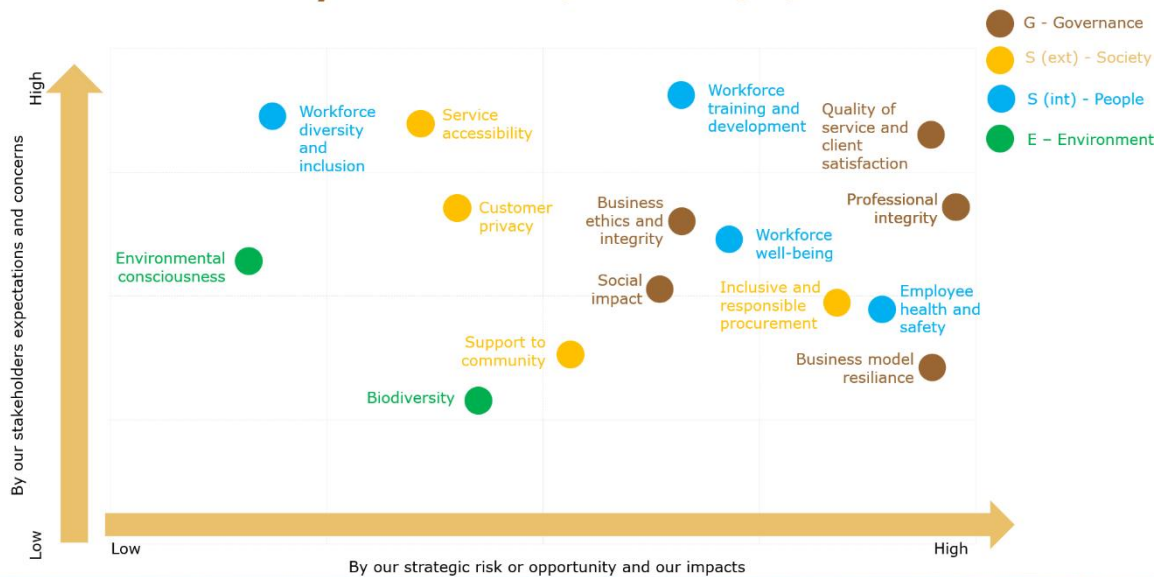 G - Governance
S (ext) - Society
S (int) - People
E – Environment
High
By our stakeholders expectations and concerns
Low
Workforce
diversity
and
inclusion
Service
accessibility
Workforce
training and
development
Quality of
service and
client
satisfaction
Customer
privacy
Business
ethics and
integrity
Professional
integrity
Workforce
well-being
Environmental
consciousness
Social
impact
Inclusive and
responsible
procurement
Employee
health and
safety
Support to
community
Business model
resiliance
Biodiversity
Low
High
By our strategic risk or opportunity and our impacts